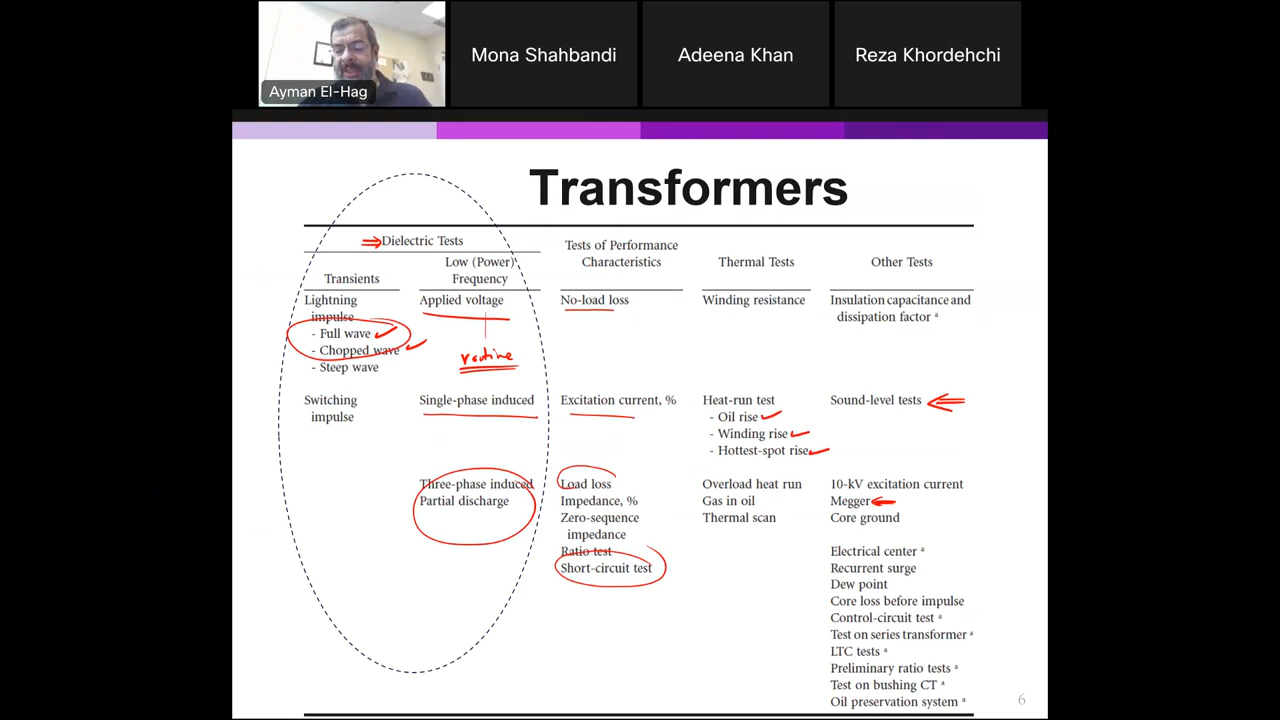 Ayman El-Hag
Mona Shahbandi
Adeena Khan
Reza Khordehchi
Transformers
Dielectric Tests
Transients
Low (Power)
Frequency
Tests of Performance
Characteristics
Thermal Tests
Other Tests
Lightning
impulse
- Full wave
- Chopped wave
- Steep wave
Applied voltage
routine
No-load loss
Winding resistance
Insulation capacitance and
dissipation factor a
Switching
impulse
Single-phase induced
Excitation current, %
Heat-run test
- Oil rise
- Winding rise
- Hottest-spot rise
Sound-level tests
Three-phase induced
Partial discharge
Load loss
Impedance, %
Zero-sequence
impedance
Ratio test
Short-circuit test
Overload heat run
Gas in oil
Thermal scan
10-kV excitation current
Megger
Core ground
Electrical center a
Recurrent surge
Dew point
Core loss before impulse
Control-circuit test a
Test on series transformer a
LTC tests a
Preliminary ratio tests a
Test on bushing CT a
Oil preservation system a
6